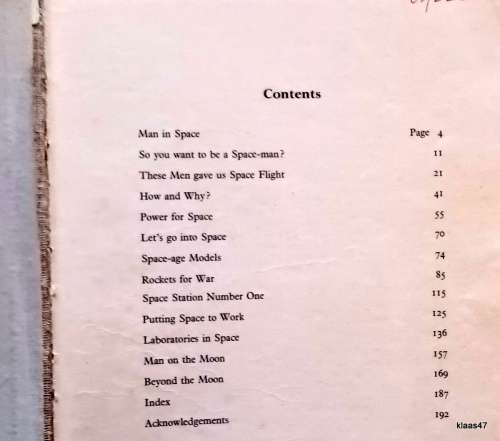 Contents
Man in Space Page 4
So you want to be a Space-man? 11
These Men gave us Space Flight 21
How and Why? 41
Power for Space 55
Let's go into Space 70
Space-age Models 74
Rockets for War 85
Space Station Number One 115
Putting Space to Work 125
Laboratories in Space 136
Man on the Moon 157
Beyond the Moon 169
Index 187
Acknowledgements 192
klaas47